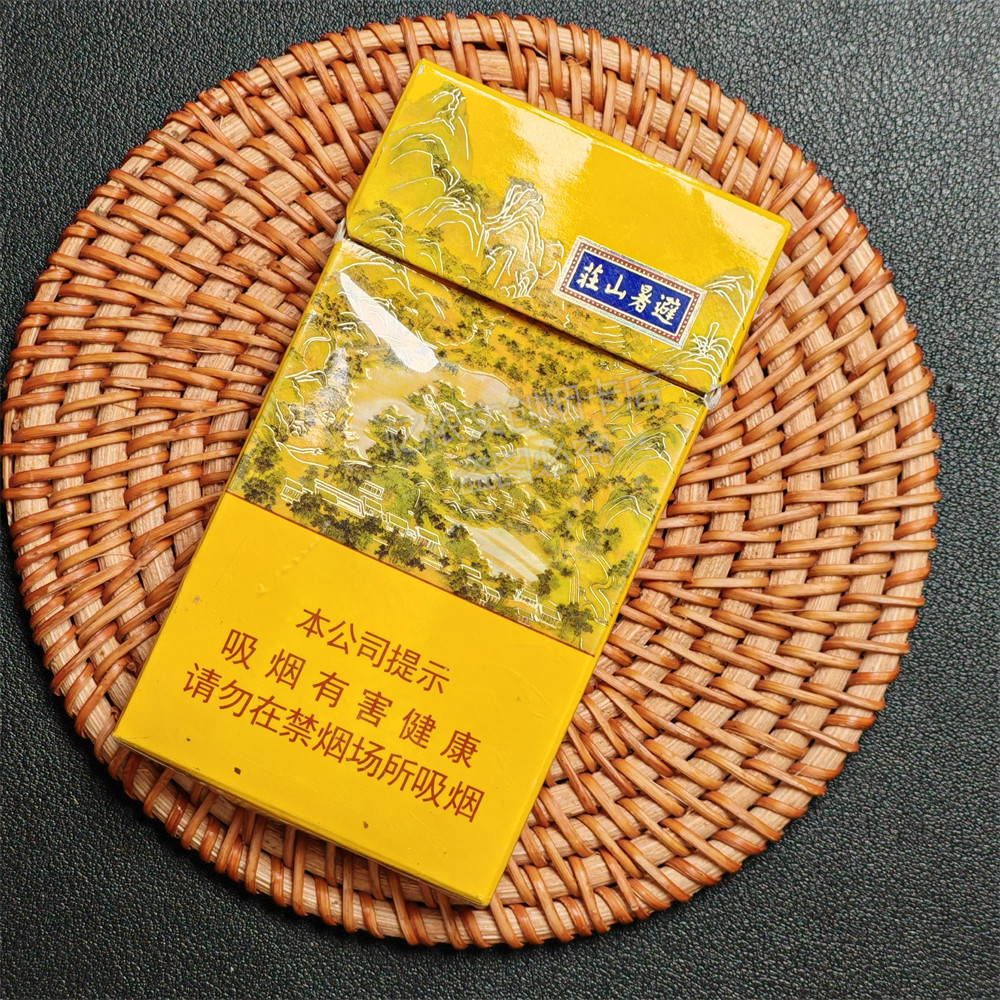 莊山暑避
本公司提示
吸烟有害健康
请勿在禁烟场所吸烟